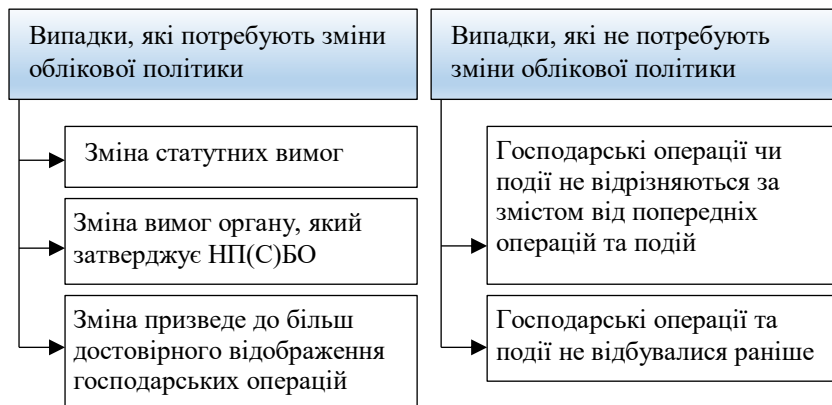 Випадки, які потребують зміни
облікової політики
Зміна статутних вимог
Зміна вимог органу, який
затверджує НП(С)БО
Зміна призведе до більш
достовірного відображення
господарських операцій
Випадки, які не потребують
зміни облікової політики
Господарські операції чи
події не відрізняються за
змістом від попередніх
операцій та подій
Господарські операції та
події не відбувалися раніше